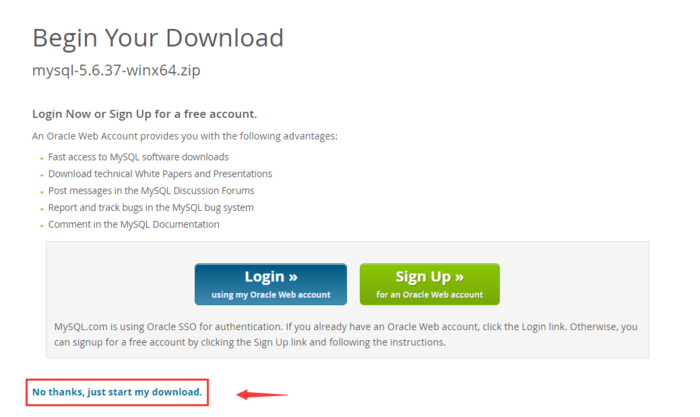 Begin Your Download
mysql-5.6.37-winx64.zip
Login Now or Sign Up for a free account.
An Oracle Web Account provides you with the following advantages:
Fast access to MySQL software downloads
Download technical White Papers and Presentations
Post messages in the MySQL Discussion Forums
Report and track bugs in the MySQL bug system
Comment in the MySQL Documentation
Login »
using my Oracle Web account
Sign Up »
for an Oracle Web account
MySQL.com is using Oracle SSO for authentication. If you already have an Oracle Web account, click the Login link. Otherwise, you
can signup for a free account by clicking the Sign Up link and following the instructions.
No thanks, just start my download.